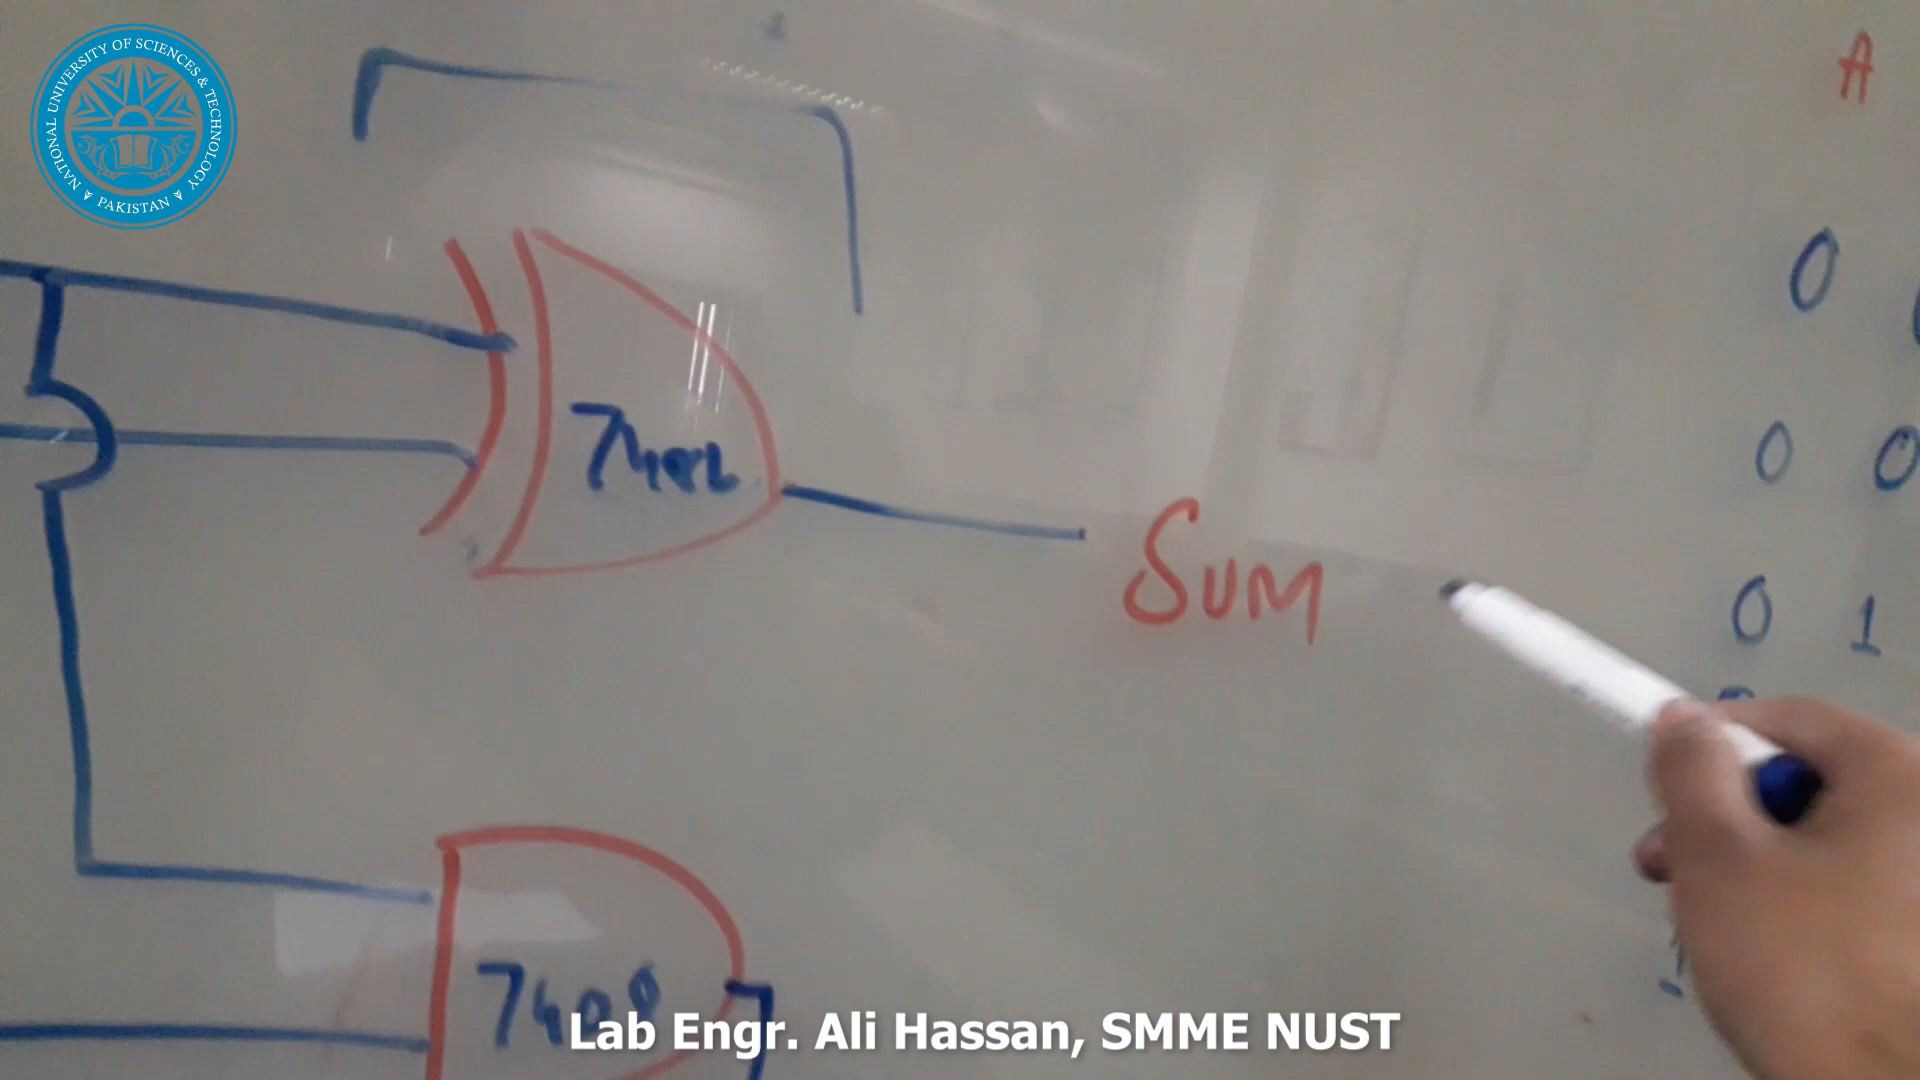 NATIONAL UNIVERSITY OF SCIENCES & TECHNOLOGY
PAKISTAN
A
0
7486
0 0
SUM
0 1
7408
Lab Engr. Ali Hassan, SMME NUST